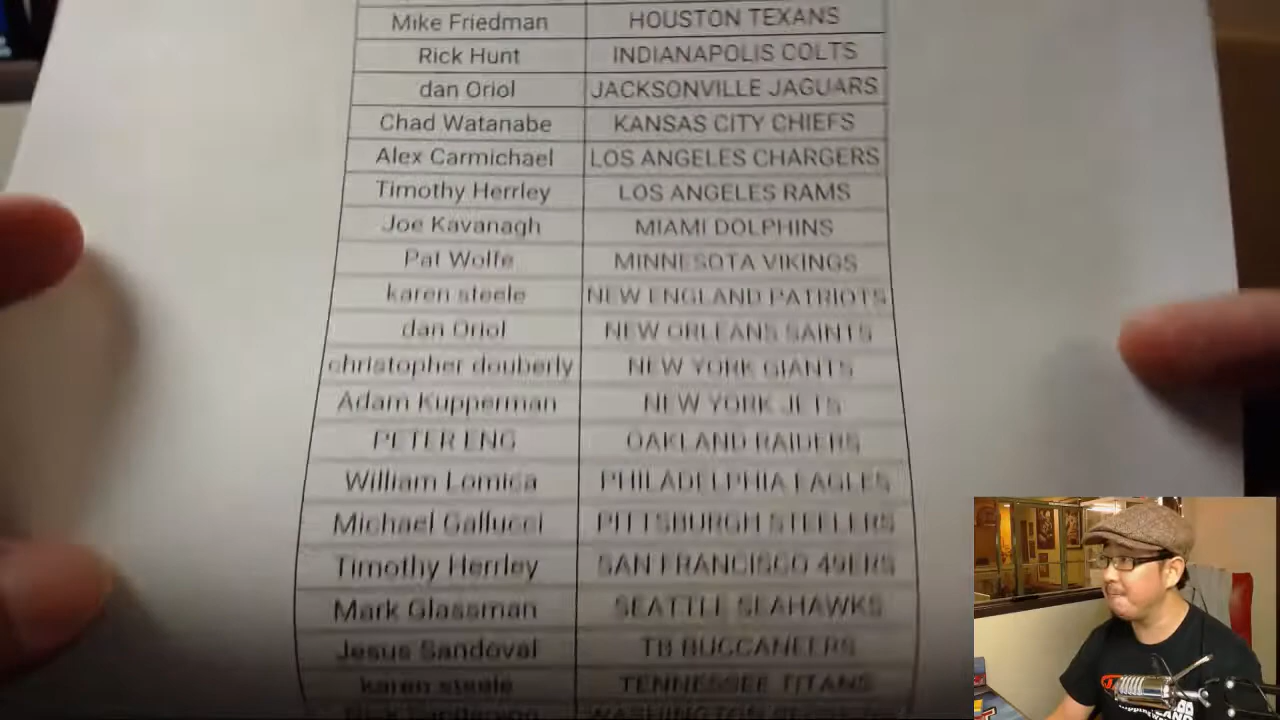 Mike Friedman HOUSTON TEXANS
Rick Hunt INDIANAPOLIS COLTS
dan Oriol JACKSONVILLE JAGUARS
Chad Watanabe KANSAS CITY CHIEFS
Alex Carmichael LOS ANGELES CHARGERS
Timothy Herrley LOS ANGELES RAMS
Joe Kavanagh MIAMI DOLPHINS
Pat Wolfe MINNESOTA VIKINGS
karen steele NEW ENGLAND PATRIOTS
dan Oriol NEW ORLEANS SAINTS
christopher douberly NEW YORK GIANTS
Adam Kupperman NEW YORK JETS
PETER ENG OAKLAND RAIDERS
William Lomica PHILADELPHIA EAGLES
Michael Gallucci PITTSBURGH STEELERS
Timothy Herrley SAN FRANCISCO 49ERS
Mark Glassman SEATTLE SEAHAWKS
Jesus Sandoval TB BUCCANEERS
karen steele TENNESSEE TITANS
WASHINGTON